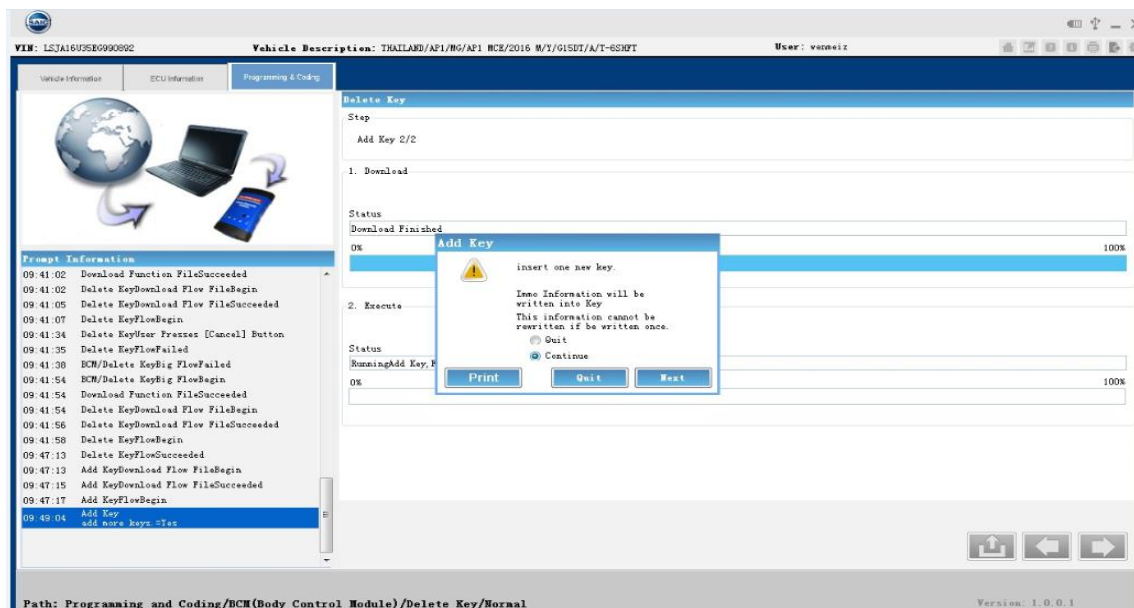 SAIC
VIN: LSJA16U35EG990892 Vehicle Description: THAILAND/AP1/MG/AP1 MCE/2016 M/Y/G15DT/A/T-6SHFT User: wenmeiz
Vehicle Information ECU Information Programming & Coding
Delete Key
Step
Add Key 2/2
1. Download
Status
Download Finished
0% 100%
2. Execute
Status
RunningAdd Key,
0% 100%
Add Key
insert one new key.
Immo Information will be
written into Key
This information cannot be
rewritten if be written once.
Quit
Continue
Print Quit Next
Prompt Information
09:41:02 Download Function FileSucceeded
09:41:02 Delete KeyDownload Flow FileBegin
09:41:05 Delete KeyDownload Flow FileSucceeded
09:41:07 Delete KeyFlowBegin
09:41:34 Delete KeyUser Presses [Cancel] Button
09:41:35 Delete KeyFlowFailed
09:41:38 BCM/Delete KeyBig FlowFailed
09:41:54 BCM/Delete KeyBig FlowBegin
09:41:54 Download Function FileSucceeded
09:41:54 Delete KeyDownload Flow FileBegin
09:41:56 Delete KeyDownload Flow FileSucceeded
09:41:58 Delete KeyFlowBegin
09:47:13 Delete KeyFlowSucceeded
09:47:13 Add KeyDownload Flow FileBegin
09:47:15 Add KeyDownload Flow FileSucceeded
09:47:17 Add KeyFlowBegin
09:49:04 Add Key
add more keys.=Yes
Path: Programming and Coding/BCM(Body Control Module)/Delete Key/Normal Version: 1.0.0.1